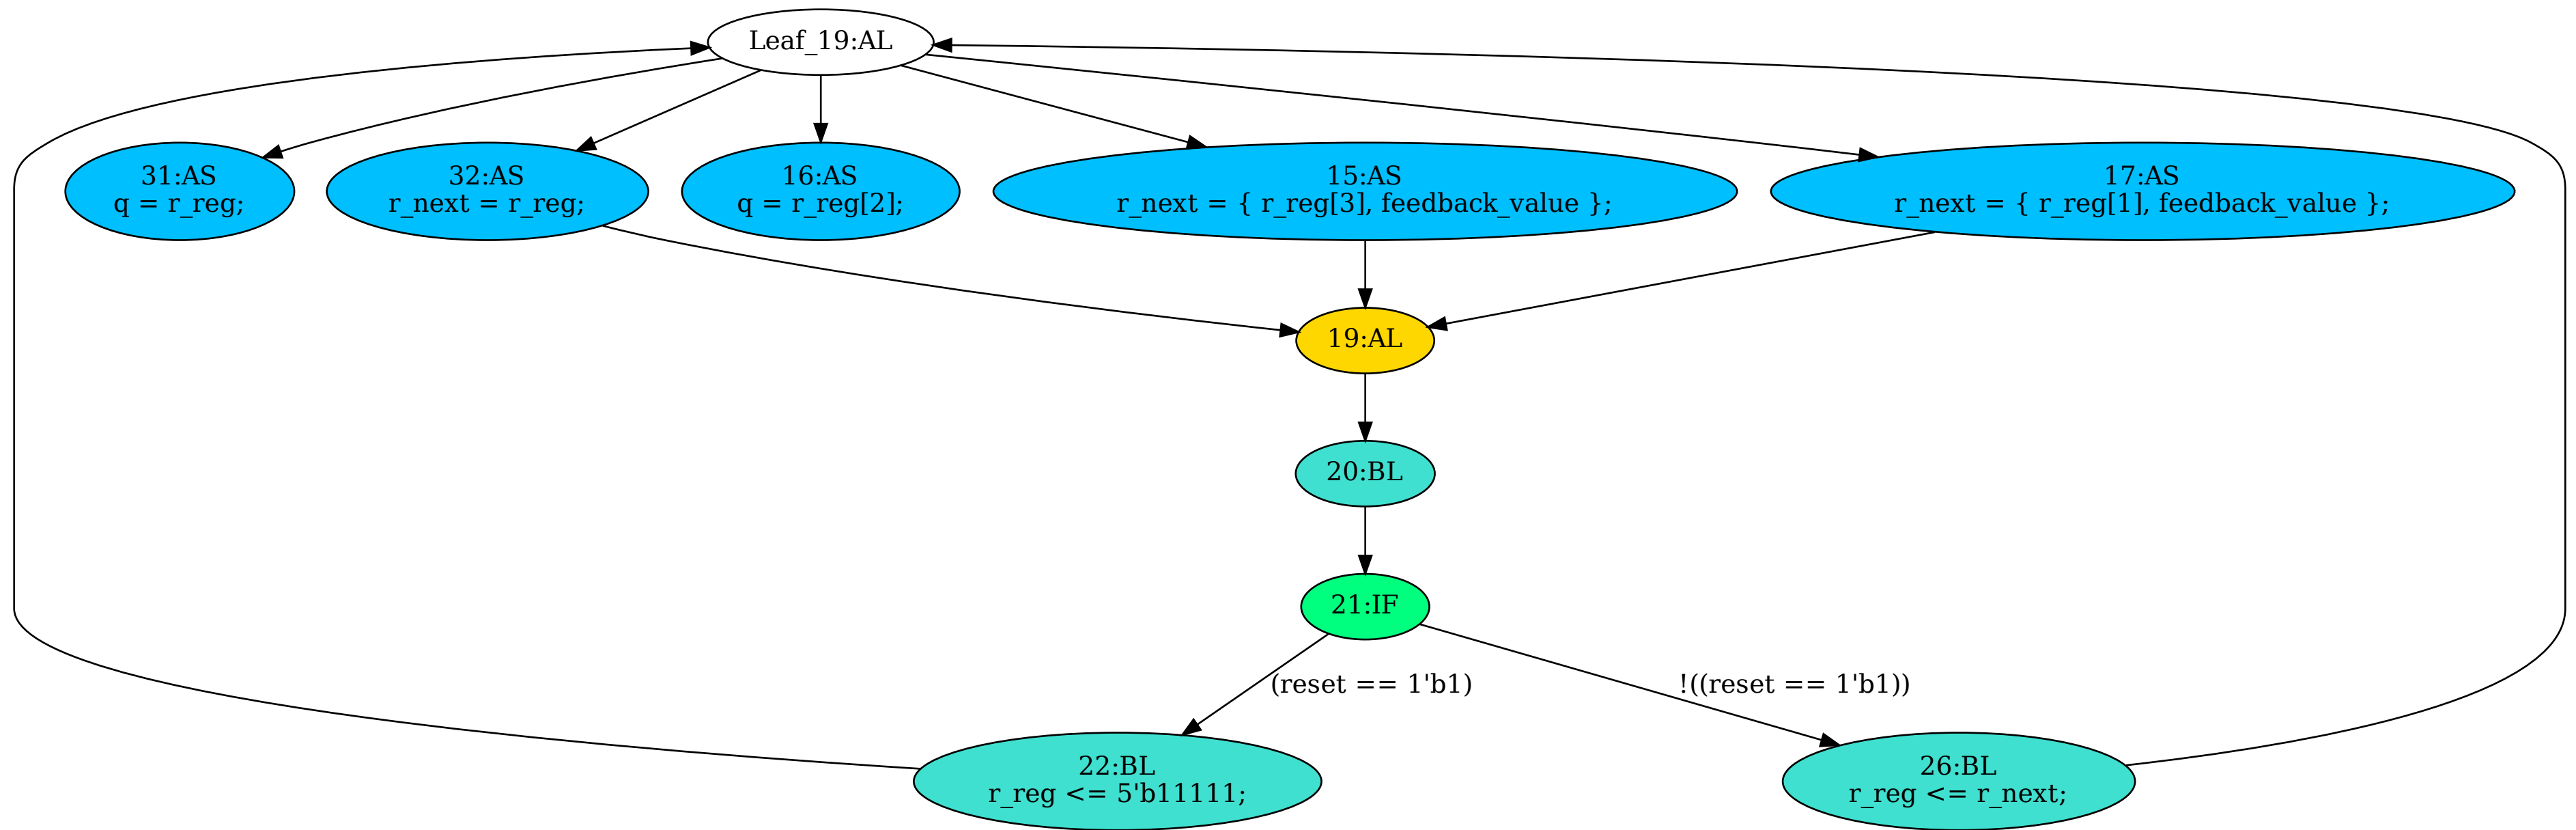 Leaf_19:AL
31:AS
q = r_reg;
32:AS
r_next = r_reg;
16:AS
q = r_reg[2];
15:AS
r_next = { r_reg[3], feedback_value };
17:AS
r_next = { r_reg[1], feedback_value };
19:AL
20:BL
21:IF
(reset == 1'b1)
!((reset == 1'b1))
22:BL
r_reg <= 5'b11111;
26:BL
r_reg <= r_next;